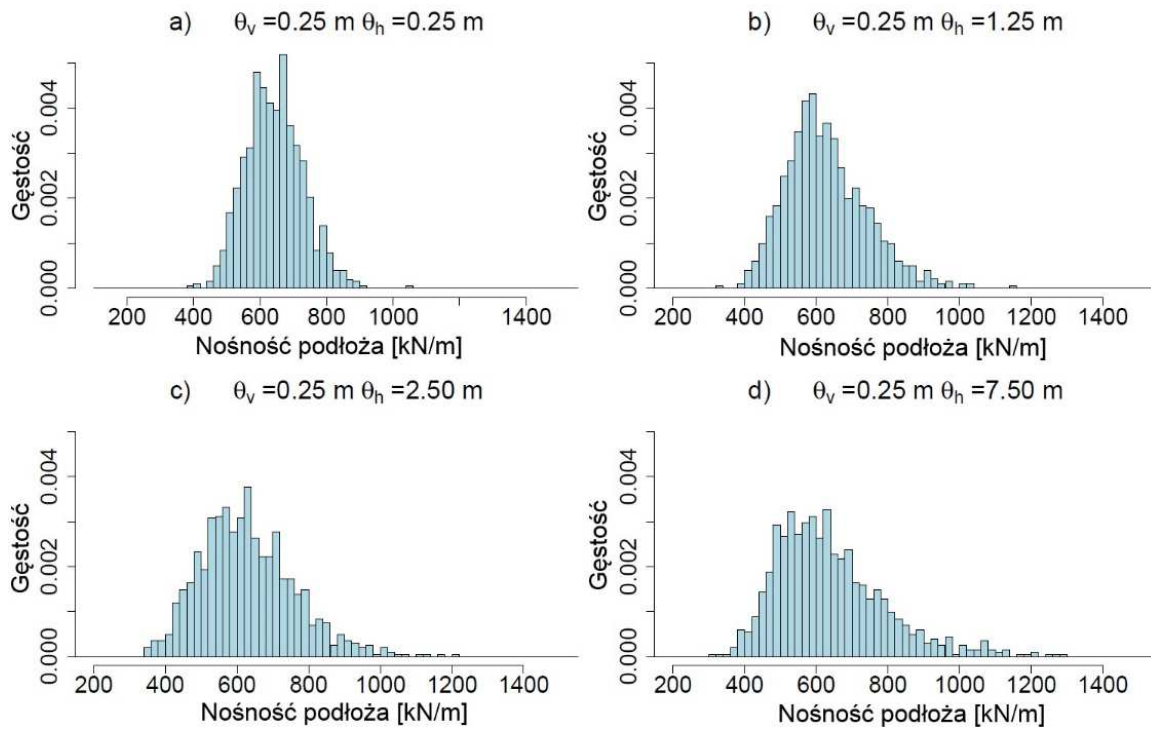 a) θv =0.25 m θh =0.25 m
Gęstość
0.004
0.002
0.000
200 400 600 800 1000 1400
Nośność podłoża [kN/m]
b) θv =0.25 m θh =1.25 m
Gęstość
0.004
0.002
0.000
200 400 600 800 1000 1400
Nośność podłoża [kN/m]
c) θv =0.25 m θh =2.50 m
Gęstość
0.004
0.002
0.000
200 400 600 800 1000 1200 1400
Nośność podłoża [kN/m]
d) θv =0.25 m θh =7.50 m
Gęstość
0.004
0.002
0.000
200 400 600 800 1000 1200 1400
Nośność podłoża [kN/m]